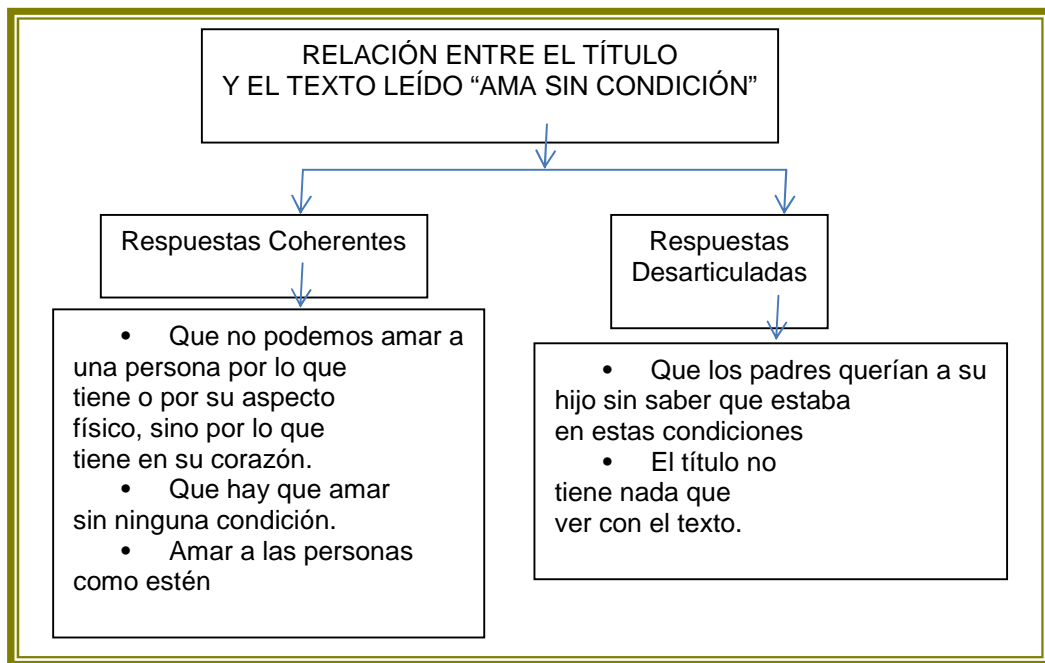 RELACIÓN ENTRE EL TÍTULO
Y EL TEXTO LEÍDO “AMA SIN CONDICIÓN”
Respuestas Coherentes
• Que no podemos amar a
una persona por lo que
tiene o por su aspecto
físico, sino por lo que
tiene en su corazón.
• Que hay que amar
sin ninguna condición.
• Amar a las personas
como estén
Respuestas
Desarticuladas
• Que los padres querían a su
hijo sin saber que estaba
en estas condiciones
• El título no
tiene nada que
ver con el texto.